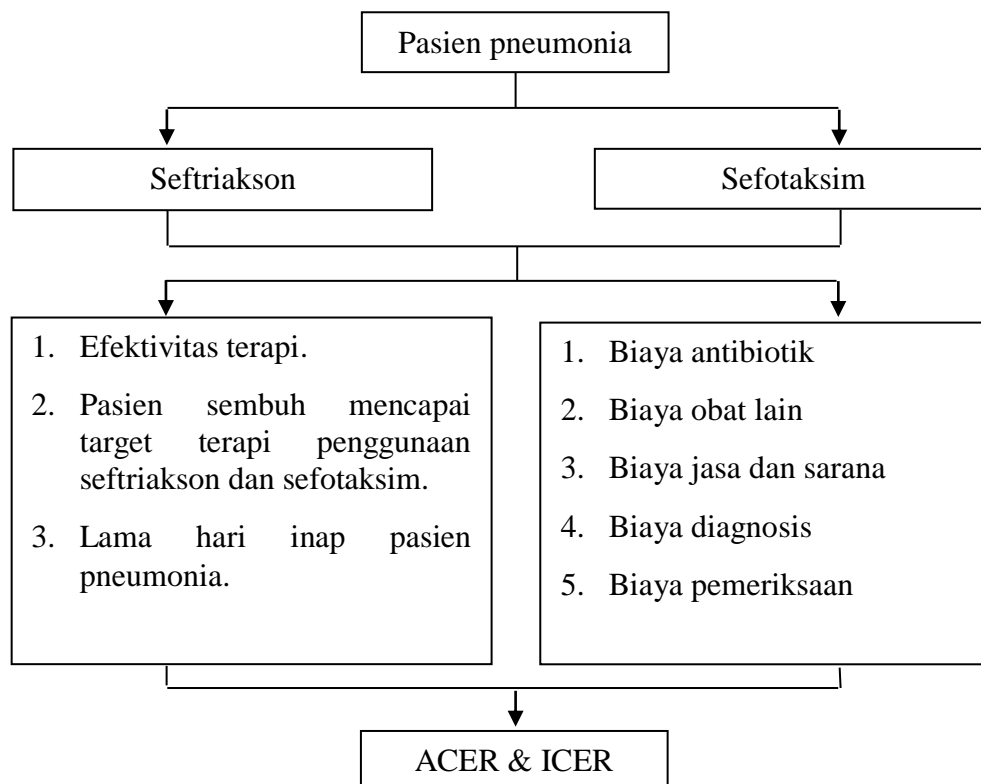 Pasien pneumonia
Seftriakson
Sefotaksim
1. Efektivitas terapi.
2. Pasien sembuh mencapai
target terapi penggunaan
seftriakson dan sefotaksim.
3. Lama hari inap pasien
pneumonia.
1. Biaya antibiotik
2. Biaya obat lain
3. Biaya jasa dan sarana
4. Biaya diagnosis
5. Biaya pemeriksaan
ACER & ICER